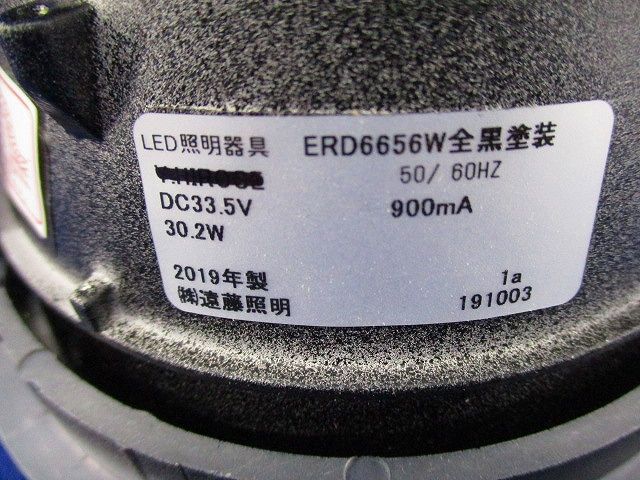 LED照明器具 ERD6656W全黒塗装
50/ 60HZ
DC33.5V 900mA
30.2W
2019年製 1a
㈱遠藤照明 191003